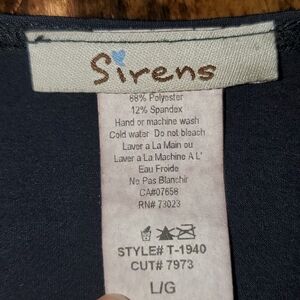 Sirens
88% Polyester
12% Spandex
Hand or machine wash
Cold water Do not bleach
Laver a La Main ou
Laver a La Machine A L'
Eau Froide
No Pas Blanchir
CA#07658
RN# 73023
STYLE# T-1940
CUT# 7973
L/G